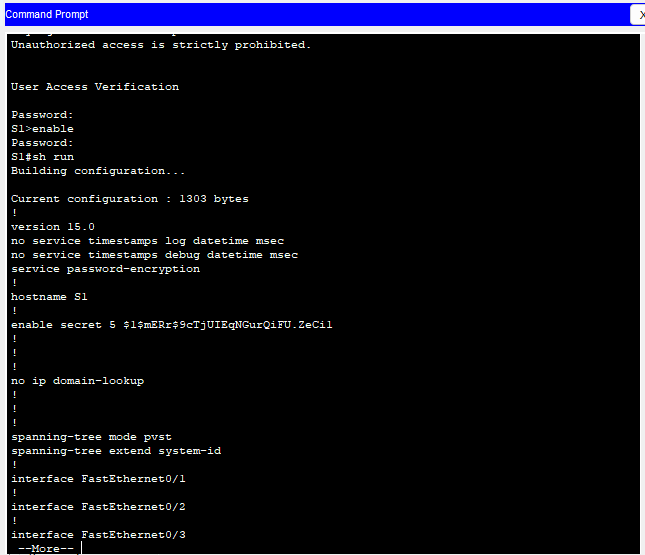 Command Prompt
X
Unauthorized access is strictly prohibited.
User Access Verification
Password:
S1>enable
Password:
S1#sh run
Building configuration...
Current configuration : 1303 bytes
!
version 15.0
no service timestamps log datetime msec
no service timestamps debug datetime msec
service password-encryption
!
hostname S1
!
enable secret 5 $1$mERr$9cTjUIEqNGurQiFU.ZeCi1
!
!
!
no ip domain-lookup
!
!
!
spanning-tree mode pvst
spanning-tree extend system-id
!
interface FastEthernet0/1
!
interface FastEthernet0/2
!
interface FastEthernet0/3
--More--